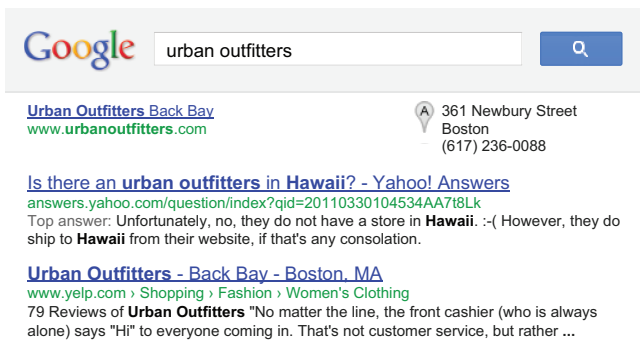 Google urban outfitters
Urban Outfitters Back Bay
www.urbanoutfitters.com
A 361 Newbury Street
Boston
(617) 236-0088
Is there an urban outfitters in Hawaii? - Yahoo! Answers
answers.yahoo.com/question/index?qid=20110330104534AA7t8Lk
Top answer: Unfortunately, no, they do not have a store in Hawaii. :-( However, they do
ship to Hawaii from their website, if that's any consolation.
Urban Outfitters - Back Bay - Boston, MA
www.yelp.com › Shopping › Fashion › Women's Clothing
79 Reviews of Urban Outfitters "No matter the line, the front cashier (who is always
alone) says "Hi" to everyone coming in. That's not customer service, but rather ...